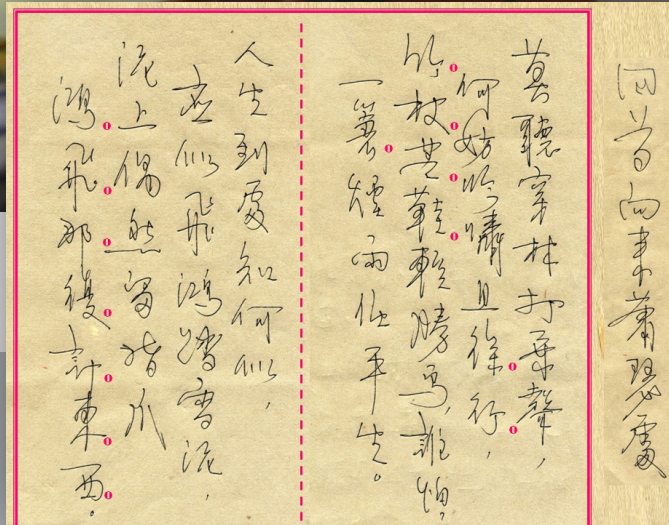 回首向來蕭瑟處
莫聽穿林打葉聲，
何妨吟嘯且徐行，
竹杖芒鞋輕勝馬，誰怕？
一蓑煙雨任平生。
人生到處知何似，
應似飛鴻踏雪泥，
泥上偶然留指爪
鴻飛那復計東西。